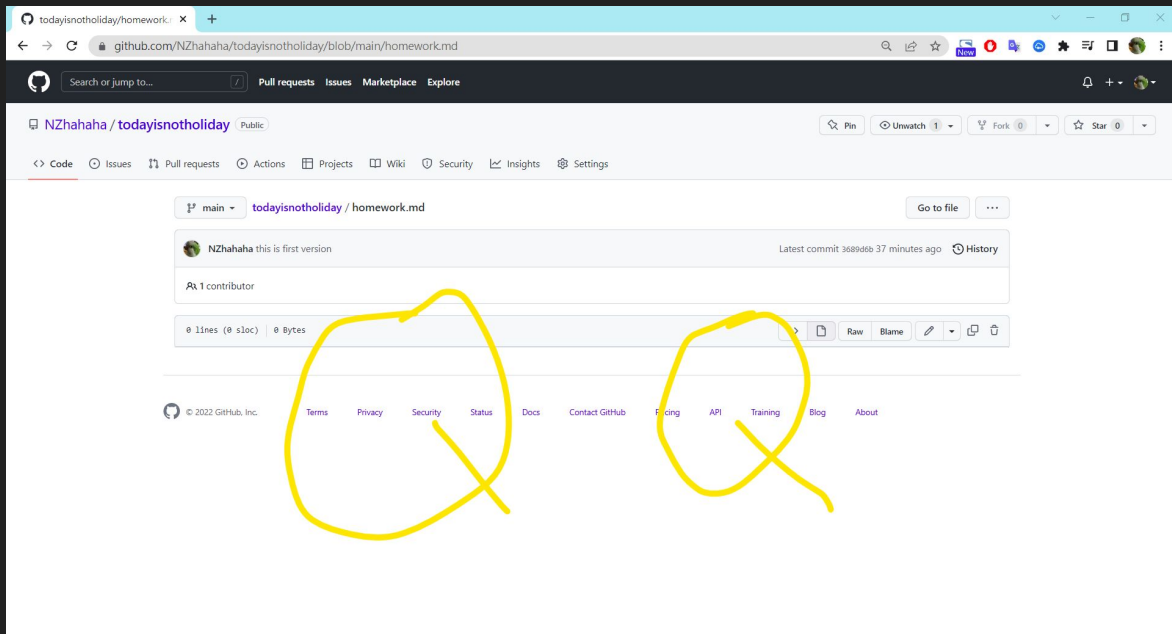 todayisnotholiday/homework.
github.com/NZhahaha/todayisnotholiday/blob/main/homework.md
New
Search or jump to... / Pull requests Issues Marketplace Explore
NZhahaha / todayisnotholiday Public Pin Unwatch 1 Fork 0 Star 0
<> Code Issues Pull requests Actions Projects Wiki Security Insights Settings
main todayisnotholiday / homework.md Go to file ...
NZhahaha this is first version Latest commit 3689d6b 37 minutes ago History
1 contributor
0 lines (0 sloc) 0 Bytes Raw Blame
© 2022 GitHub, Inc. Terms Privacy Security Status Docs Contact GitHub Pricing API Training Blog About
Q Q